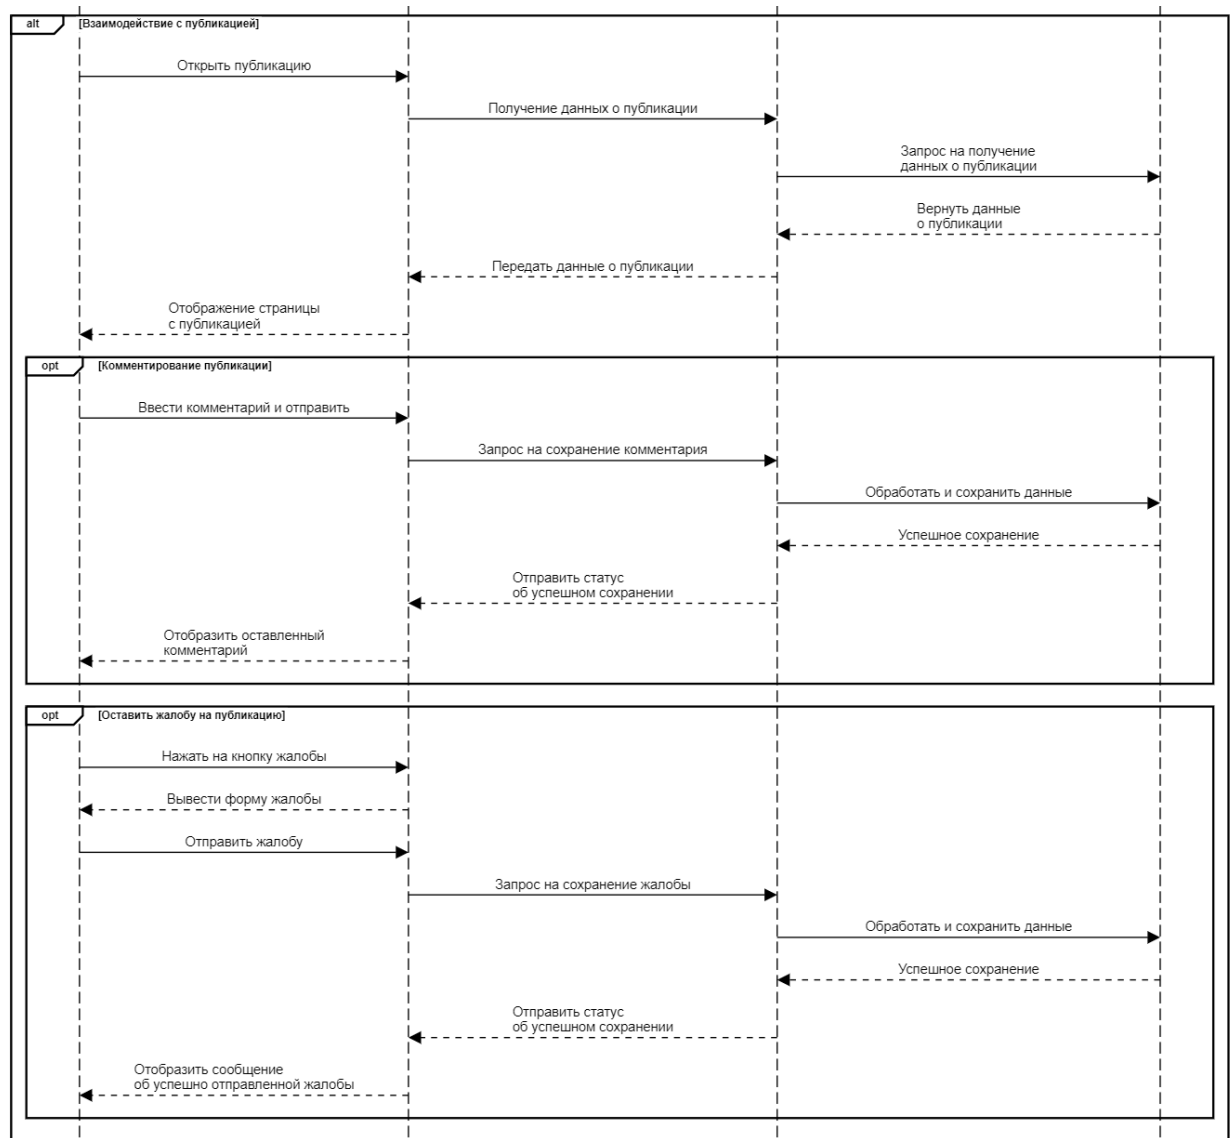 alt [Взаимодействие с публикацией]
Открыть публикацию
Получение данных о публикации
Запрос на получение
данных о публикации
Вернуть данные
о публикации
Передать данные о публикации
Отображение страницы
с публикацией
opt [Комментирование публикации]
Ввести комментарий и отправить
Запрос на сохранение комментария
Обработать и сохранить данные
Успешное сохранение
Отправить статус
об успешном сохранении
Отобразить оставленный
комментарий
opt [Оставить жалобу на публикацию]
Нажать на кнопку жалобы
Вывести форму жалобы
Отправить жалобу
Запрос на сохранение жалобы
Обработать и сохранить данные
Успешное сохранение
Отправить статус
об успешном сохранении
Отобразить сообщение
об успешно отправленной жалобы